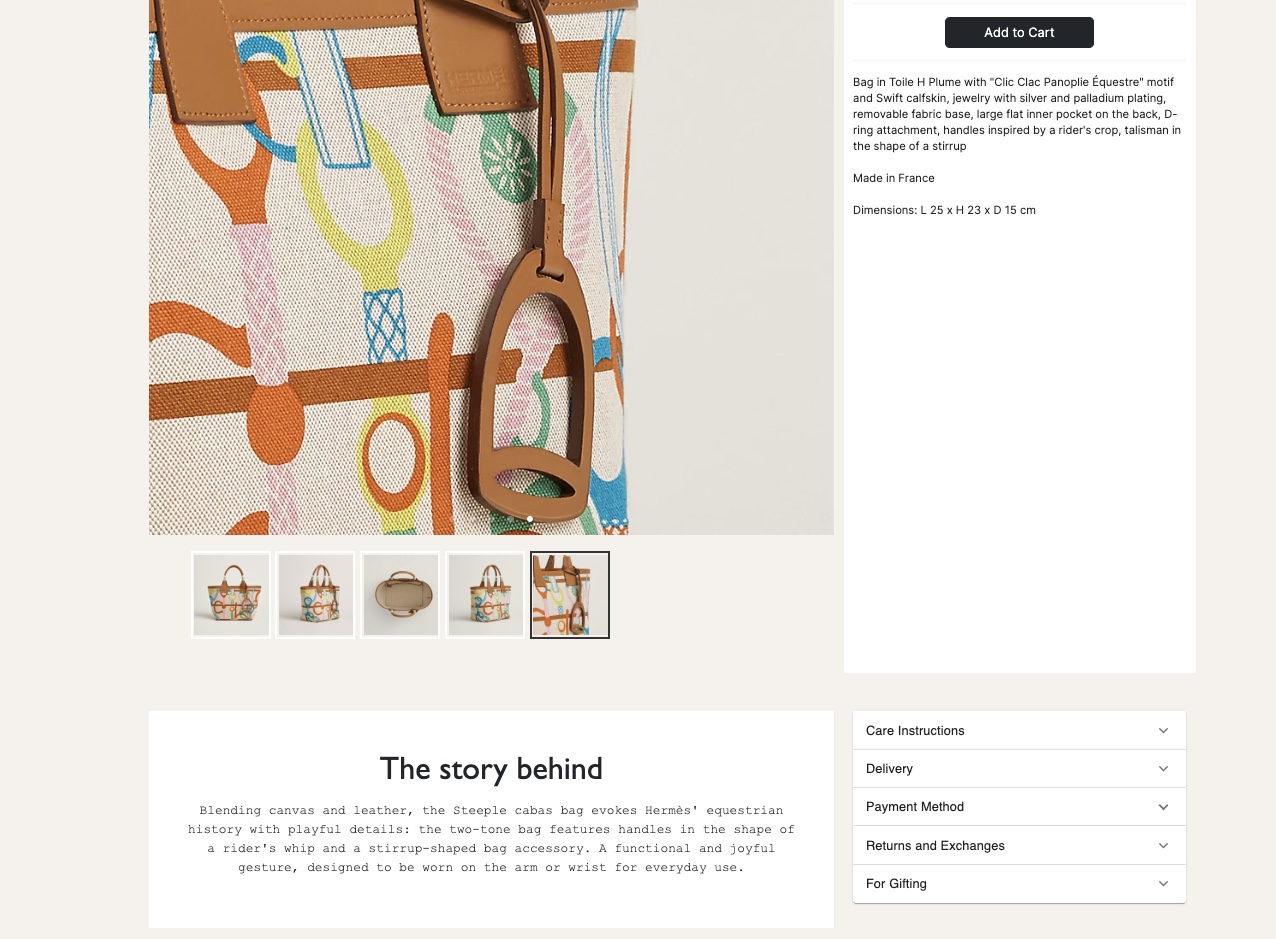 HERMÈS
Add to Cart
Bag in Toile H Plume with "Clic Clac Panoplie Équestre" motif
and Swift calfskin, jewelry with silver and palladium plating,
removable fabric base, large flat inner pocket on the back, D-
ring attachment, handles inspired by a rider's crop, talisman in
the shape of a stirrup
Made in France
Dimensions: L 25 x H 23 x D 15 cm
The story behind
Blending canvas and leather, the Steeple cabas bag evokes Hermès' equestrian
history with playful details: the two-tone bag features handles in the shape of
a rider's whip and a stirrup-shaped bag accessory. A functional and joyful
gesture, designed to be worn on the arm or wrist for everyday use.
Care Instructions
Delivery
Payment Method
Returns and Exchanges
For Gifting